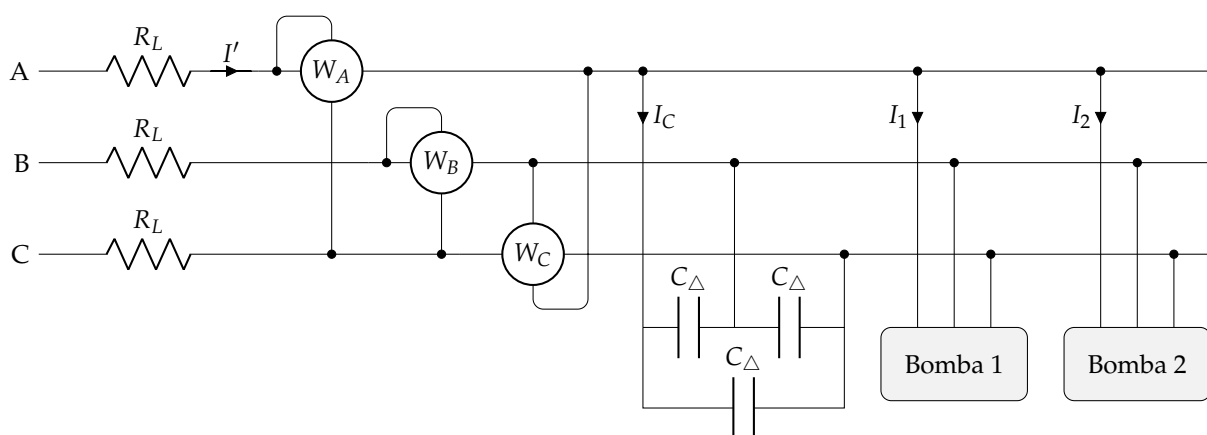 R_L I′
A W_A
R_L I_C I_1 I_2
B W_B
R_L
C W_C
C_△ C_△
C_△ Bomba 1 Bomba 2